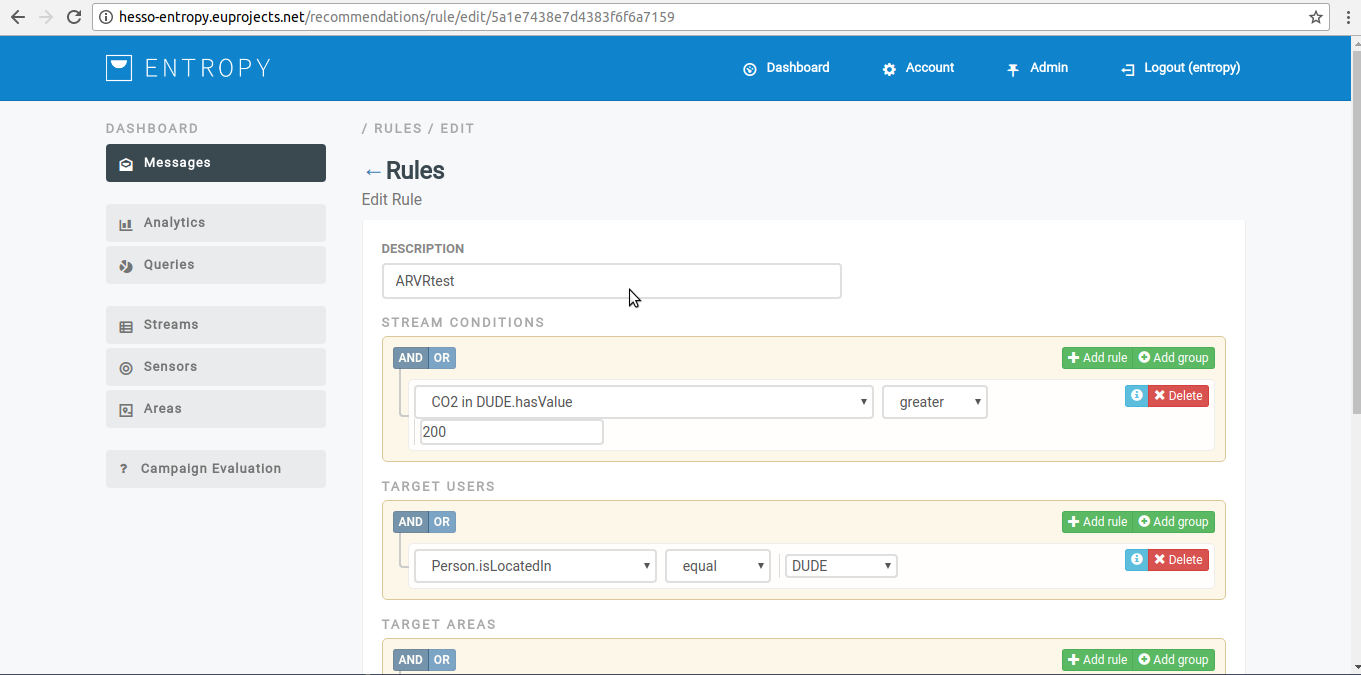 hesso-entropy.euprojects.net/recommendations/rule/edit/5a1e7438e7d4383f6f6a7159
ENTROPY
Dashboard
Account
Admin
Logout (entropy)
DASHBOARD
Messages
Analytics
Queries
Streams
Sensors
Areas
? Campaign Evaluation
/ RULES / EDIT
←Rules
Edit Rule
DESCRIPTION
ARVRtest
STREAM CONDITIONS
AND OR
Add rule Add group
CO2 in DUDE.hasValue greater
Delete
200
TARGET USERS
AND OR
Add rule Add group
Person.isLocatedIn equal DUDE
Delete
TARGET AREAS
AND OR
Add rule Add group